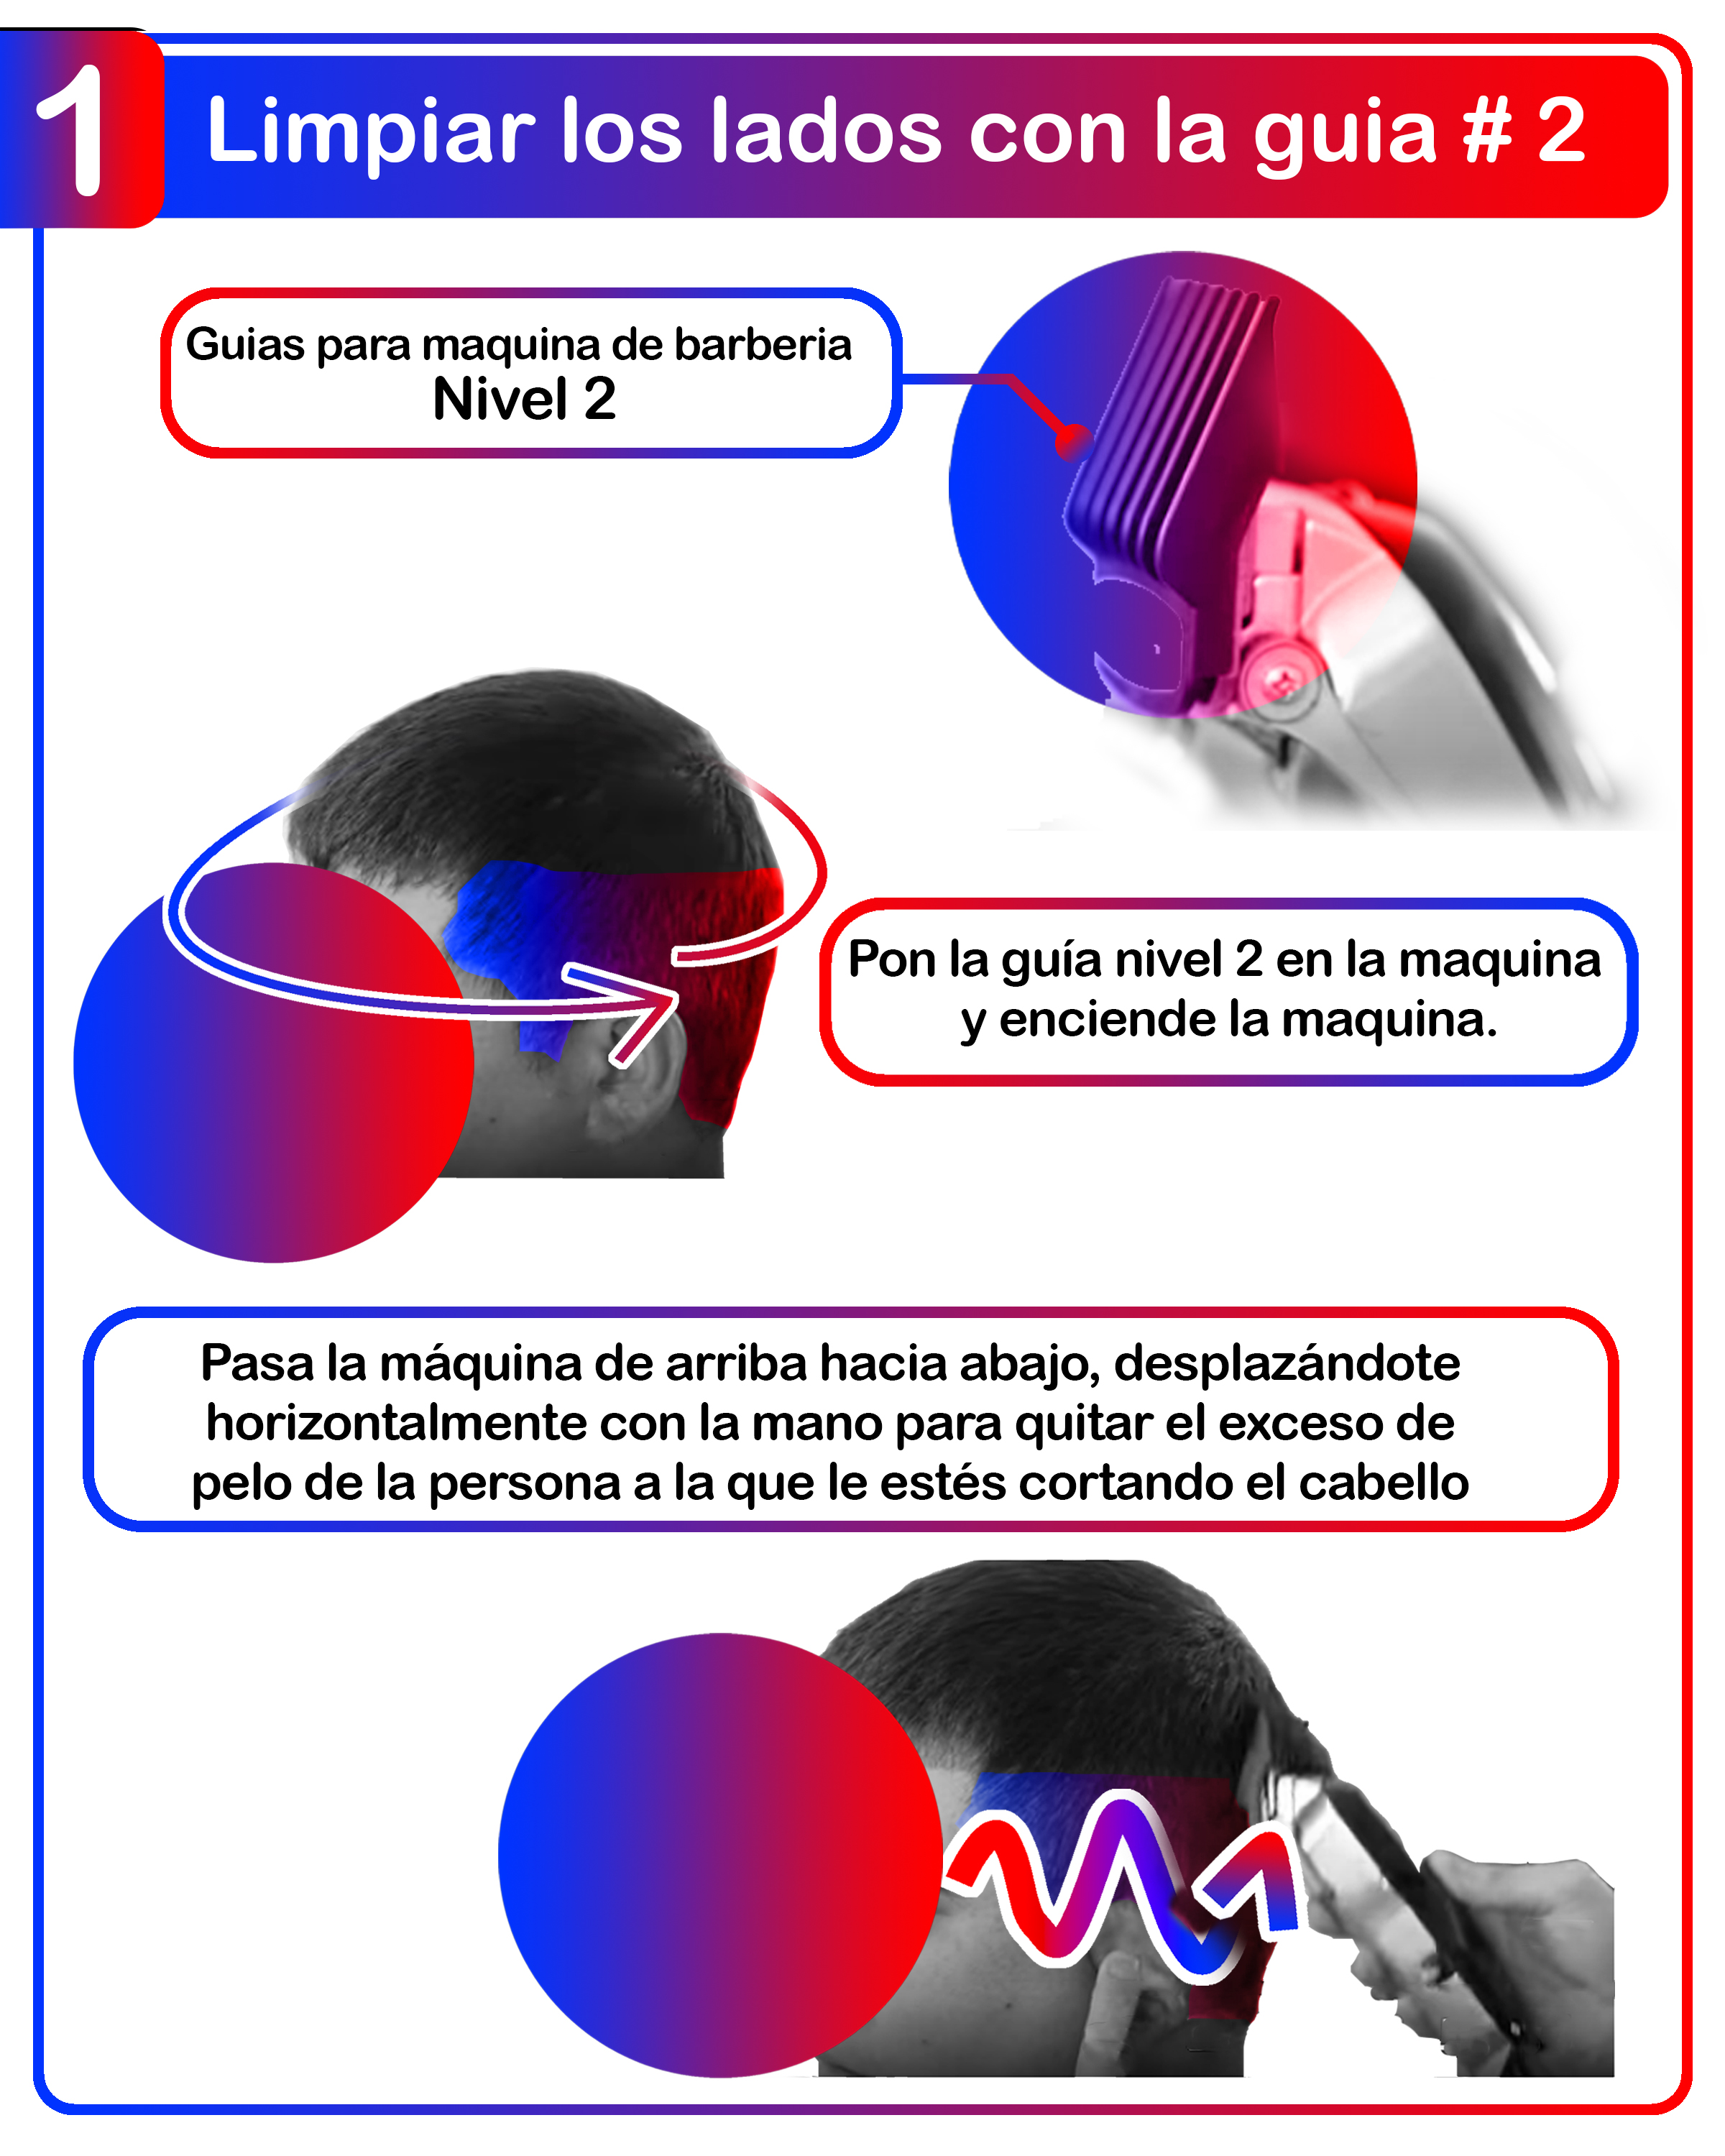 1
Limpiar los lados con la guia # 2
Guias para maquina de barberia
Nivel 2
Pon la guía nivel 2 en la maquina
y enciende la maquina.
Pasa la máquina de arriba hacia abajo, desplazándote
horizontalmente con la mano para quitar el exceso de
pelo de la persona a la que le estés cortando el cabello